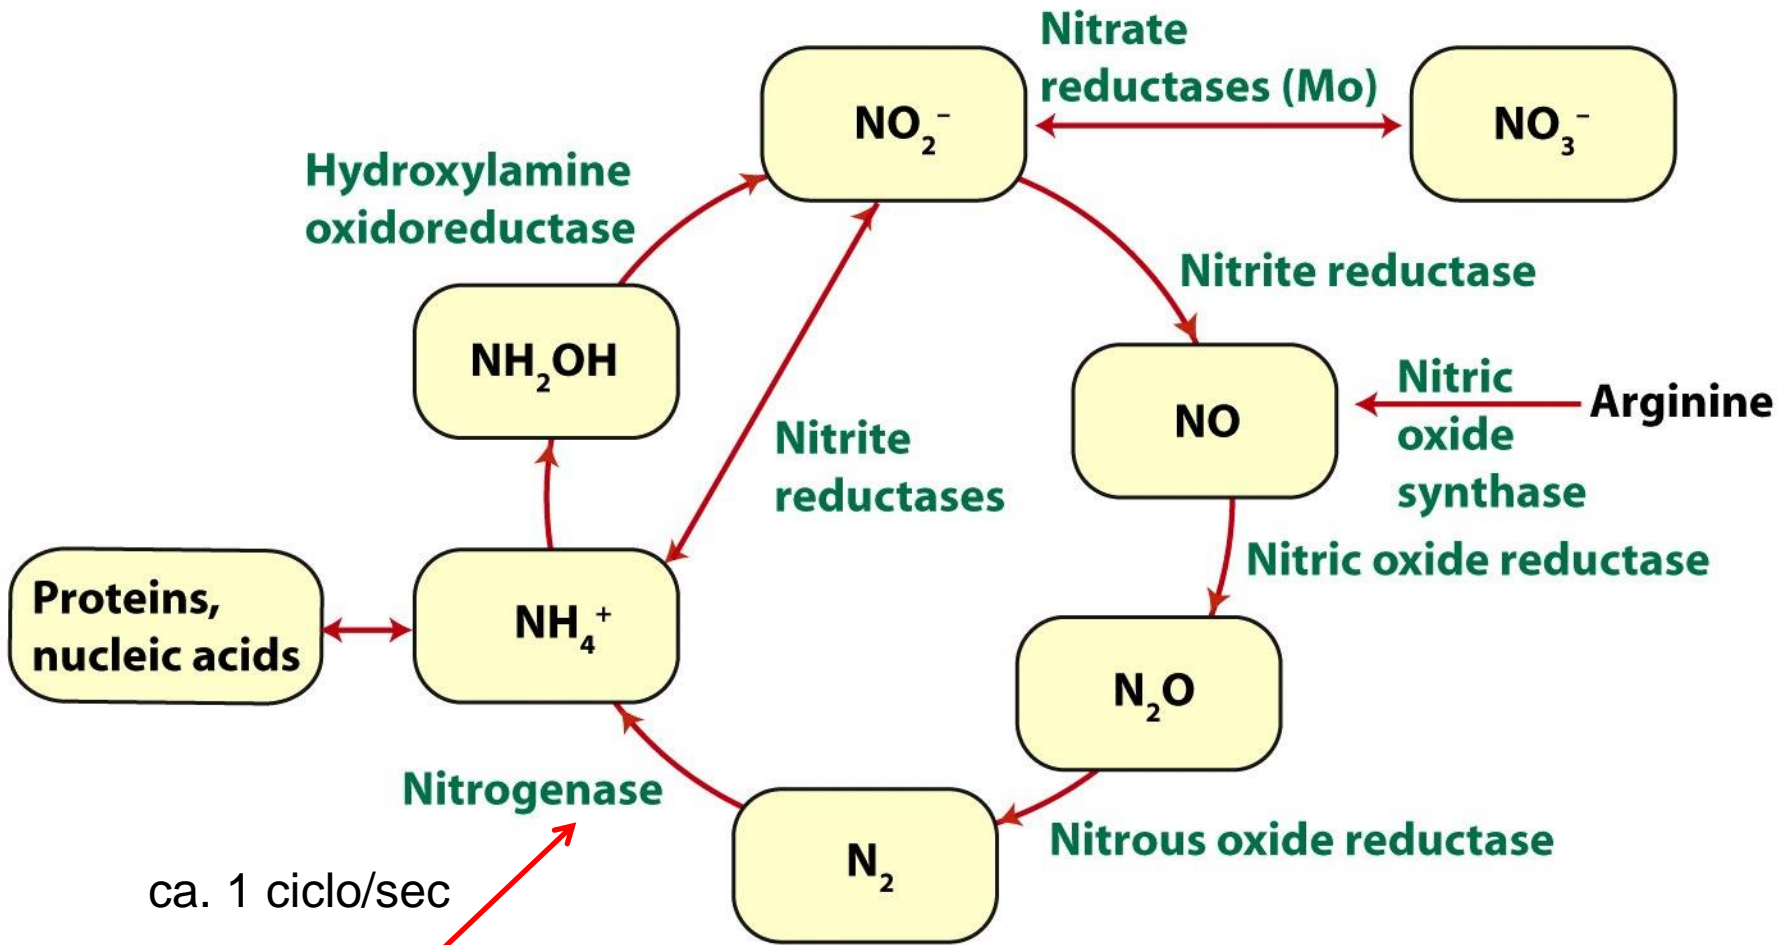 Nitrate
reductases (Mo)
NO₂⁻
NO₃⁻
Hydroxylamine
oxidoreductase
Nitrite reductase
NH₂OH
Nitric
oxide
synthase
Arginine
NO
Nitrite
reductases
Nitric oxide reductase
Proteins,
nucleic acids
NH₄⁺
N₂O
Nitrogenase
Nitrous oxide reductase
N₂
ca. 1 ciclo/sec